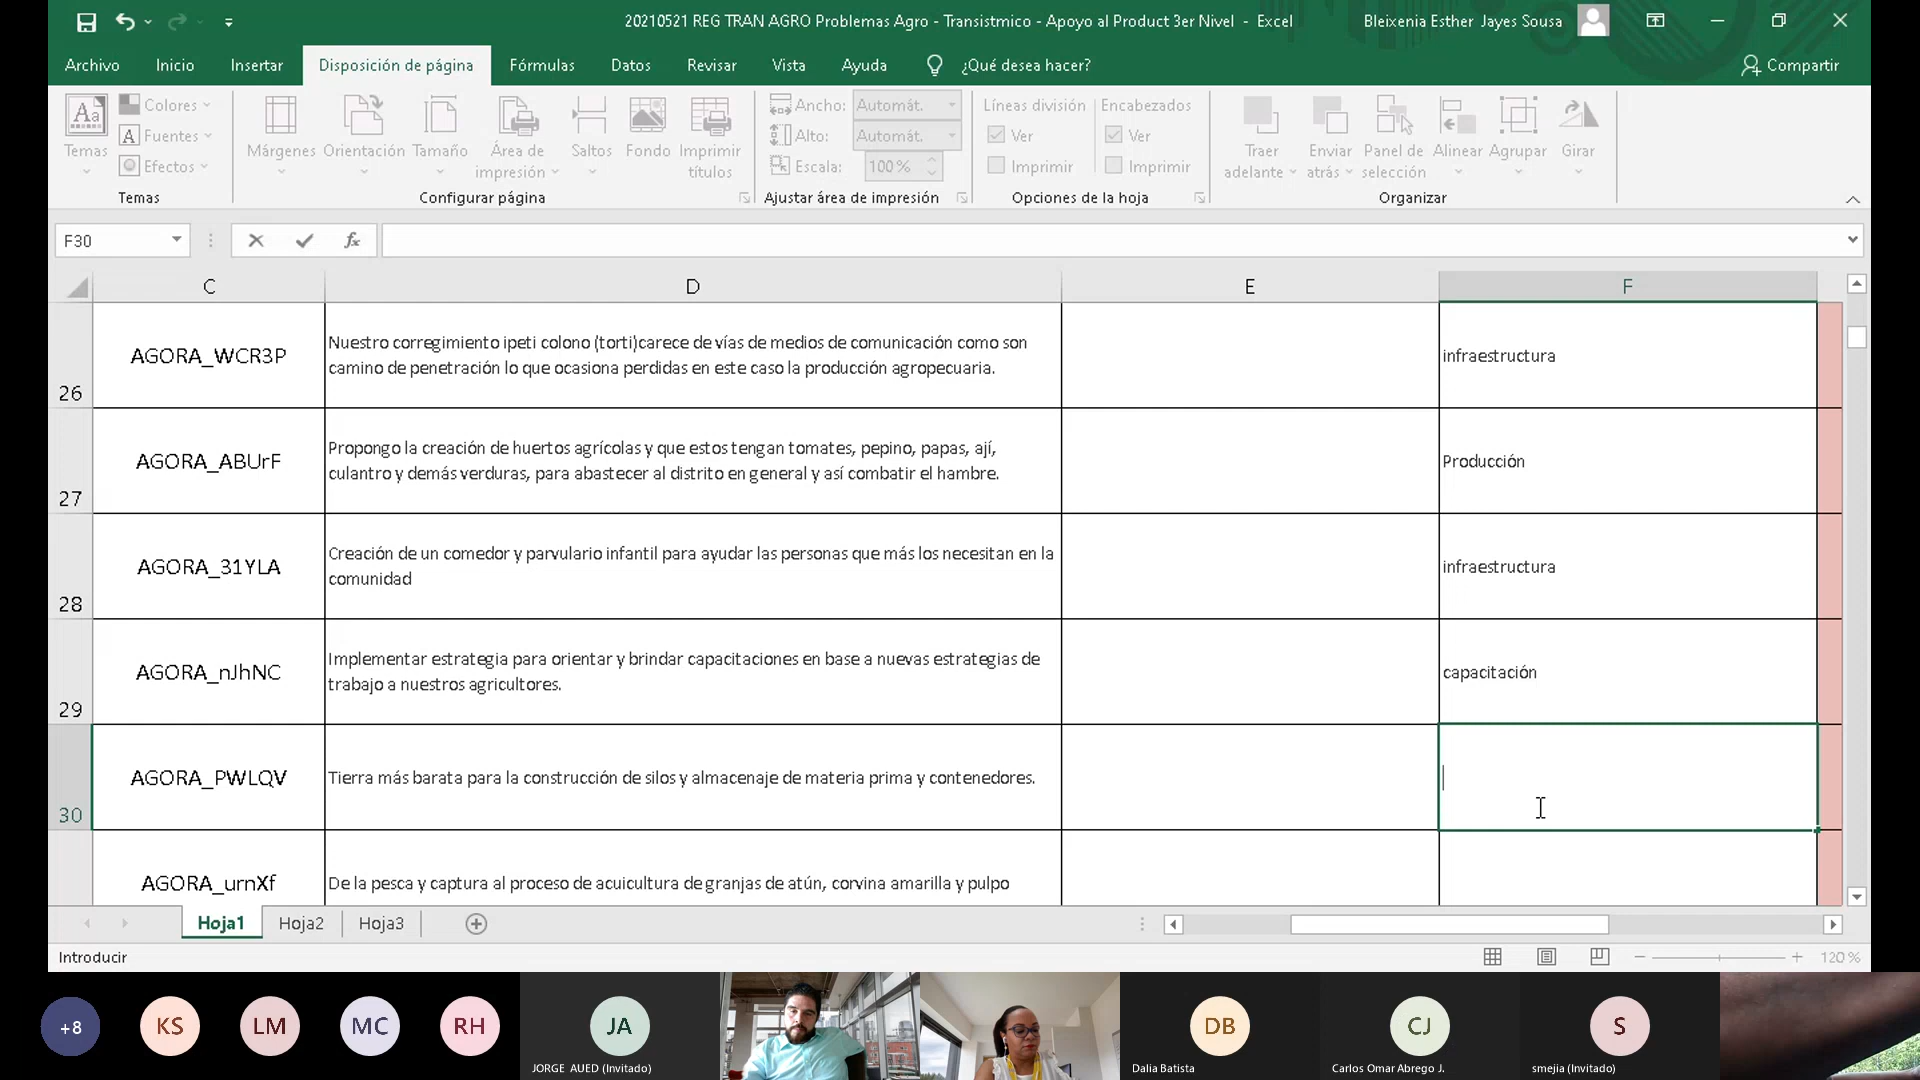 20210521 REG TRAN AGRO Problemas Agro - Transistmico - Apoyo al Product 3er Nivel - Excel
Bleixenia Esther Jayes Sousa
Archivo Inicio Insertar Disposición de página Fórmulas Datos Revisar Vista Ayuda ¿Qué desea hacer? Compartir
Temas
Colores
Fuentes
Efectos
Temas
Márgenes
Orientación
Tamaño
Área de
impresión
Saltos
Fondo
Imprimir
títulos
Configurar página
Ancho: Automát.
Alto: Automát.
Escala: 100 %
Ajustar área de impresión
Líneas división Encabezados
Ver Ver
Imprimir Imprimir
Opciones de la hoja
Traer
adelante
Enviar
atrás
Panel de
selección
Alinear
Agrupar
Girar
Organizar
F30
fx
C D E F
26
AGORA_WCR3P
Nuestro corregimiento ipeti colono (torti)carece de vías de medios de comunicación como son
camino de penetración lo que ocasiona perdidas en este caso la producción agropecuaria.
infraestructura
27
AGORA_ABUrF
Propongo la creación de huertos agrícolas y que estos tengan tomates, pepino, papas, ají,
culantro y demás verduras, para abastecer al distrito en general y así combatir el hambre.
Producción
28
AGORA_31YLA
Creación de un comedor y parvulario infantil para ayudar las personas que más los necesitan en la
comunidad
infraestructura
29
AGORA_nJhNC
Implementar estrategia para orientar y brindar capacitaciones en base a nuevas estrategias de
trabajo a nuestros agricultores.
capacitación
30
AGORA_PWLQV
Tierra más barata para la construcción de silos y almacenaje de materia prima y contenedores.
AGORA_urnXf
De la pesca y captura al proceso de acuicultura de granjas de atún, corvina amarilla y pulpo
Hoja1 Hoja2 Hoja3
Introducir
120 %
+8
KS
LM
MC
RH
JA
JORGE AUED (Invitado)
DB
Dalia Batista
CJ
Carlos Omar Abrego J.
S
smejia (Invitado)